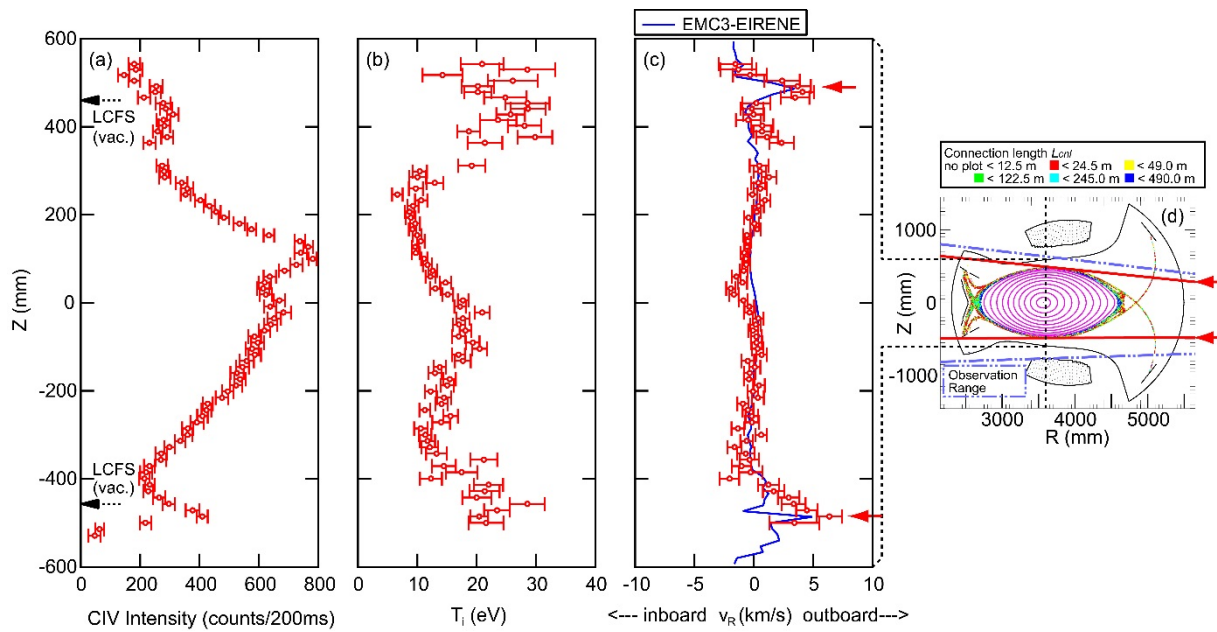 EMC3-EIRENE
600
400
200
0
-200
-400
-600
Z (mm)
(a)
LCFS
(vac.)
LCFS
(vac.)
0 200 400 600 800
CIV Intensity (counts/200ms)
(b)
0 10 20 30 40
T_i (eV)
(c)
-10 -5 0 5 10
<--- inboard v_R (km/s) outboard--->
Connection length L_cnl
no plot < 12.5 m < 24.5 m < 49.0 m
< 122.5 m < 245.0 m < 490.0 m
(d)
1000
0
-1000
Z (mm)
Observation
Range
3000 4000 5000
R (mm)